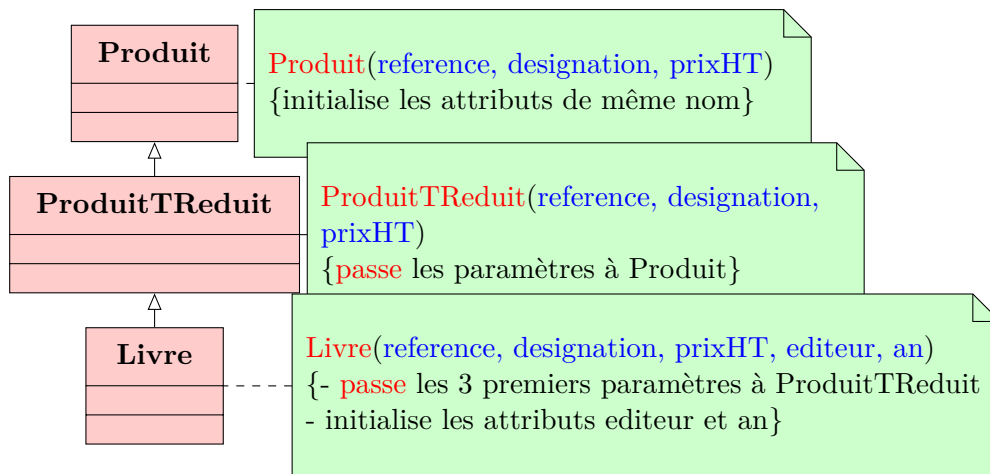 Produit
Produit(reference, designation, prixHT)
{initialise les attributs de même nom}
ProduitTReduit
ProduitTReduit(reference, designation,
prixHT)
{passe les paramètres à Produit}
Livre
Livre(reference, designation, prixHT, editeur, an)
{- passe les 3 premiers paramètres à ProduitTReduit
- initialise les attributs editeur et an}